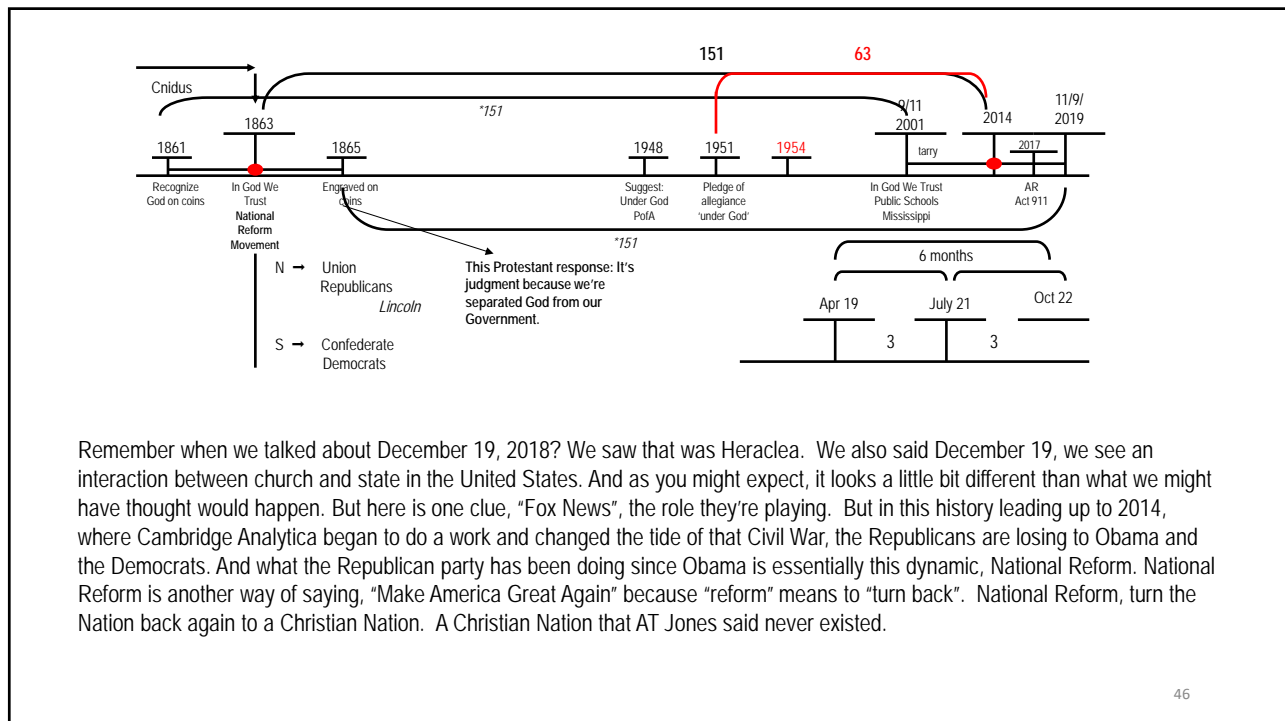 151
63
Cnidus
*151
9/11
2001
11/9/
2019
1863
2014
1861
1865
1948
1951
1954
tarry
2017
Recognize
God on coins
In God We
Trust
National
Reform
Movement
Engraved on
coins
Suggest:
Under God
PofA
Pledge of
allegiance
'under God'
In God We Trust
Public Schools
Mississippi
AR
Act 911
*151
N → Union
Republicans
Lincoln
S → Confederate
Democrats
This Protestant response: It's
judgment because we're
separated God from our
Government.
6 months
Apr 19
July 21
Oct 22
3
3
Remember when we talked about December 19, 2018? We saw that was Heraclea.  We also said December 19, we see an
interaction between church and state in the United States. And as you might expect, it looks a little bit different than what we might
have thought would happen. But here is one clue, “Fox News”, the role they're playing.  But in this history leading up to 2014,
where Cambridge Analytica began to do a work and changed the tide of that Civil War, the Republicans are losing to Obama and
the Democrats. And what the Republican party has been doing since Obama is essentially this dynamic, National Reform. National
Reform is another way of saying, “Make America Great Again” because “reform” means to “turn back”.  National Reform, turn the
Nation back again to a Christian Nation.  A Christian Nation that AT Jones said never existed.
46